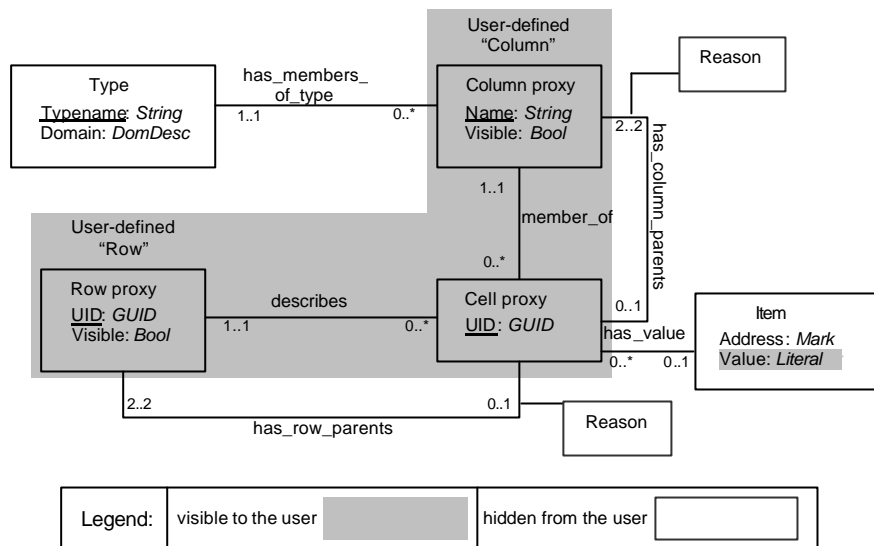 User-defined
“Column”
Reason
Type
Typename: String
Domain: DomDesc
has_members_
of_type
1..1
0..*
Column proxy
Name: String
Visible: Bool
2..2
has_column_parents
1..1
member_of
0..*
User-defined
“Row”
Row proxy
UID: GUID
Visible: Bool
describes
1..1
0..*
Cell proxy
UID: GUID
0..1
has_value
0..*
0..1
Item
Address: Mark
Value: Literal
2..2
0..1
has_row_parents
Reason
Legend:
visible to the user
hidden from the user